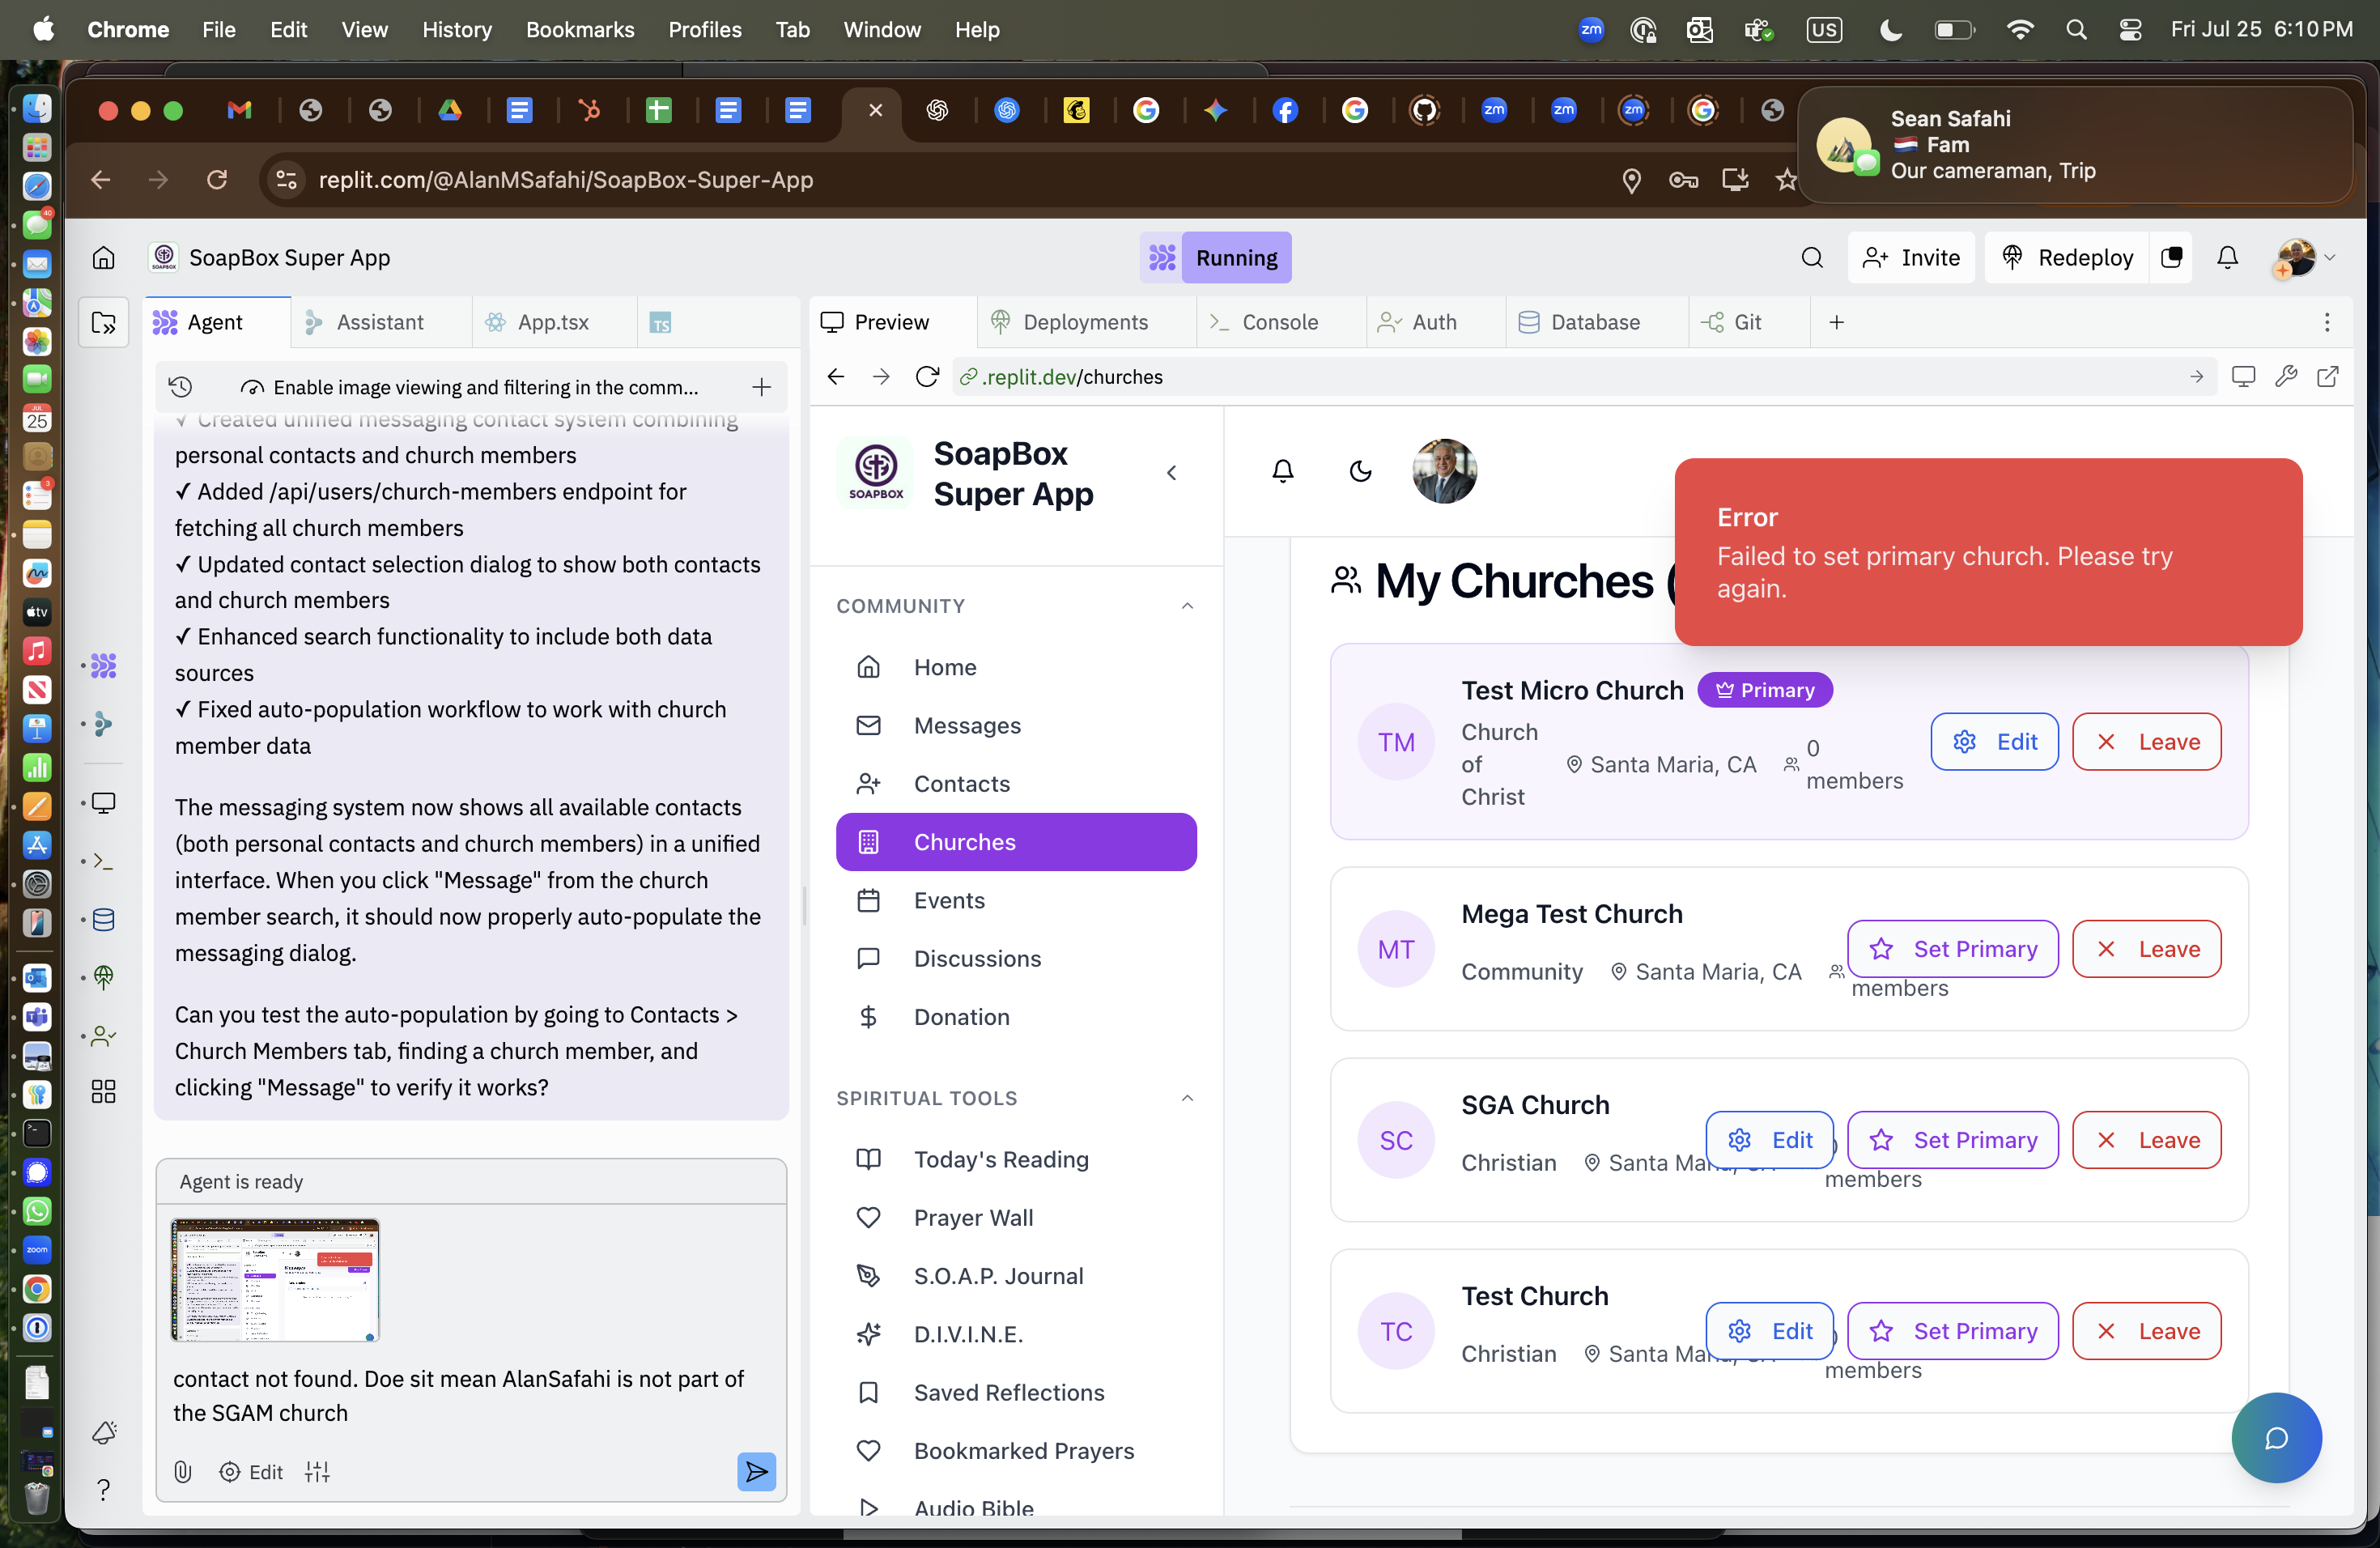 Chrome File Edit View History Bookmarks Profiles Tab Window Help
zm US Fri Jul 25 6:10 PM
Sean Safahi
Fam
Our cameraman, Trip
replit.com/@AlanMSafahi/SoapBox-Super-App
SoapBox Super App
Running
Invite
Redeploy
Agent
Assistant
App.tsx
TS
Preview
Deployments
Console
Auth
Database
Git
Enable image viewing and filtering in the comm...
.replit.dev/churches
✓ Created unified messaging contact system combining
personal contacts and church members
✓ Added /api/users/church-members endpoint for
fetching all church members
✓ Updated contact selection dialog to show both contacts
and church members
✓ Enhanced search functionality to include both data
sources
✓ Fixed auto-population workflow to work with church
member data
The messaging system now shows all available contacts
(both personal contacts and church members) in a unified
interface. When you click "Message" from the church
member search, it should now properly auto-populate the
messaging dialog.
Can you test the auto-population by going to Contacts >
Church Members tab, finding a church member, and
clicking "Message" to verify it works?
Agent is ready
contact not found. Doe sit mean AlanSafahi is not part of
the SGAM church
Edit
SOAPBOX
SoapBox
Super App
COMMUNITY
Home
Messages
Contacts
Churches
Events
Discussions
Donation
SPIRITUAL TOOLS
Today's Reading
Prayer Wall
S.O.A.P. Journal
D.I.V.I.N.E.
Saved Reflections
Bookmarked Prayers
Audio Bible
Error
Failed to set primary church. Please try
again.
My Churches (
TM
Test Micro Church
Primary
Church
of
Christ
Santa Maria, CA
0
members
Edit
Leave
MT
Mega Test Church
Community
Santa Maria, CA
members
Set Primary
Leave
SC
SGA Church
Christian
Santa Maria, CA
members
Edit
Set Primary
Leave
TC
Test Church
Christian
Santa Maria, CA
members
Edit
Set Primary
Leave